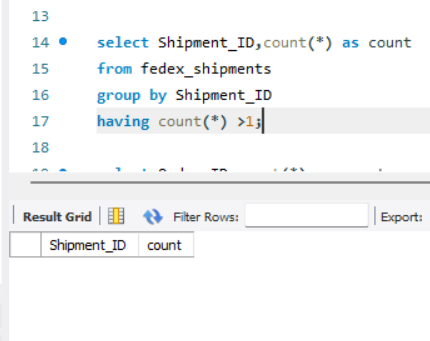 13
14 select Shipment_ID,count(*) as count
15 from fedex_shipments
16 group by Shipment_ID
17 having count(*) >1;
18
Result Grid Filter Rows: Export:
Shipment_ID count